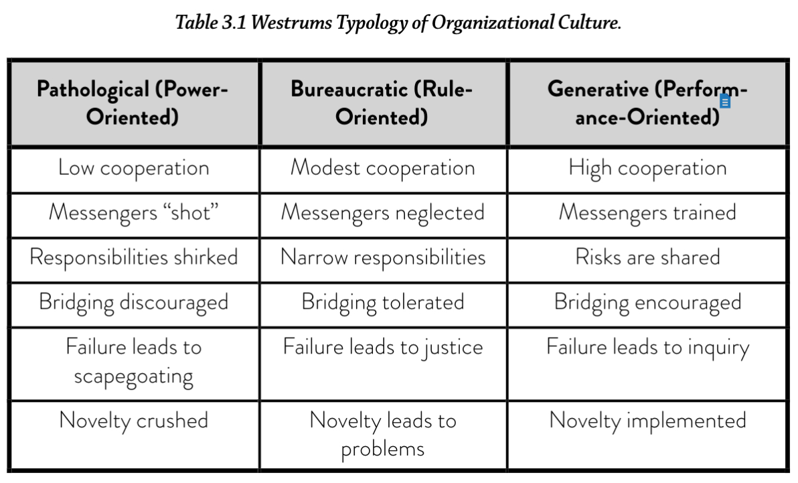 Table 3.1 Westrums Typology of Organizational Culture.
Pathological (Power-
Oriented)
Bureaucratic (Rule-
Oriented)
Generative (Perform-
ance-Oriented)
Low cooperation
Modest cooperation
High cooperation
Messengers “shot”
Messengers neglected
Messengers trained
Responsibilities shirked
Narrow responsibilities
Risks are shared
Bridging discouraged
Bridging tolerated
Bridging encouraged
Failure leads to
scapegoating
Failure leads to justice
Failure leads to inquiry
Novelty crushed
Novelty leads to
problems
Novelty implemented